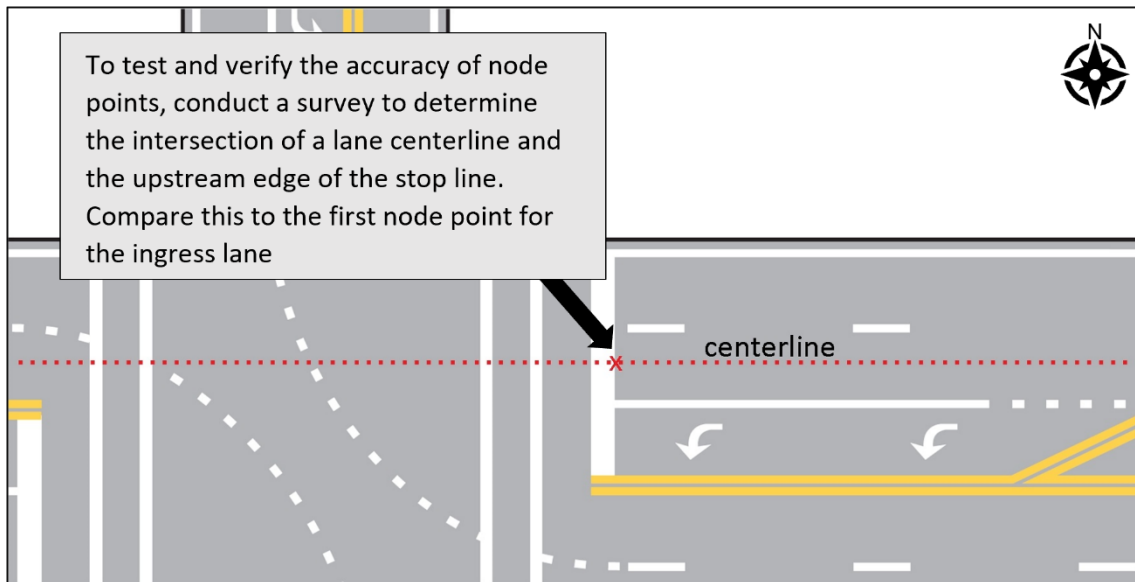 N
To test and verify the accuracy of node
points, conduct a survey to determine
the intersection of a lane centerline and
the upstream edge of the stop line.
Compare this to the first node point for
the ingress lane
centerline
x